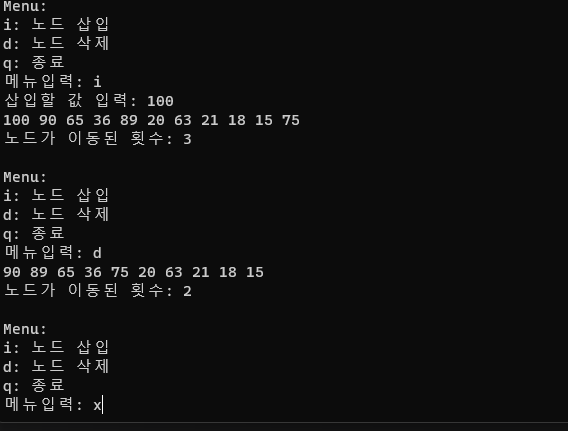 Menu:
i: 노드 삽입
d: 노드 삭제
q: 종료
메뉴입력: i
삽입할 값 입력: 100
100 90 65 36 89 20 63 21 18 15 75
노드가 이동된 횟수: 3
Menu:
i: 노드 삽입
d: 노드 삭제
q: 종료
메뉴입력: d
90 89 65 36 75 20 63 21 18 15
노드가 이동된 횟수: 2
Menu:
i: 노드 삽입
d: 노드 삭제
q: 종료
메뉴입력: x